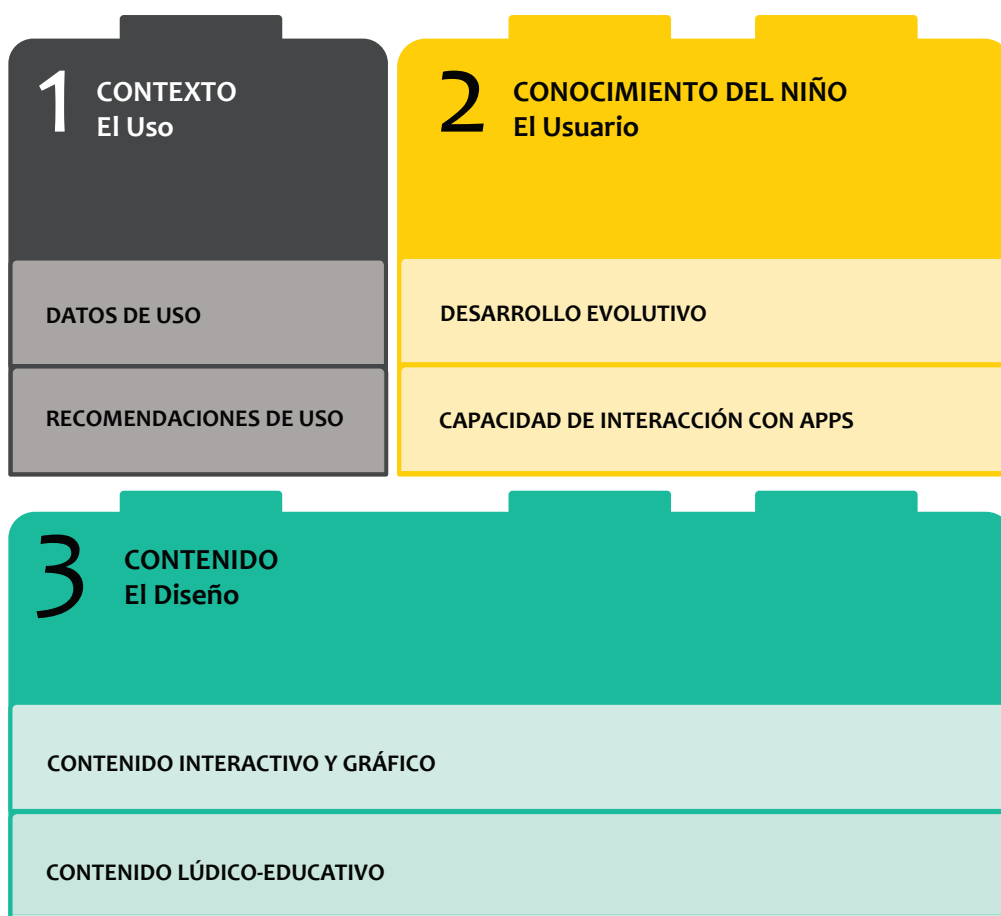 1
CONTEXTO
El Uso
DATOS DE USO
RECOMENDACIONES DE USO
2
CONOCIMIENTO DEL NIÑO
El Usuario
DESARROLLO EVOLUTIVO
CAPACIDAD DE INTERACCIÓN CON APPS
3
CONTENIDO
El Diseño
CONTENIDO INTERACTIVO Y GRÁFICO
CONTENIDO LÚDICO-EDUCATIVO